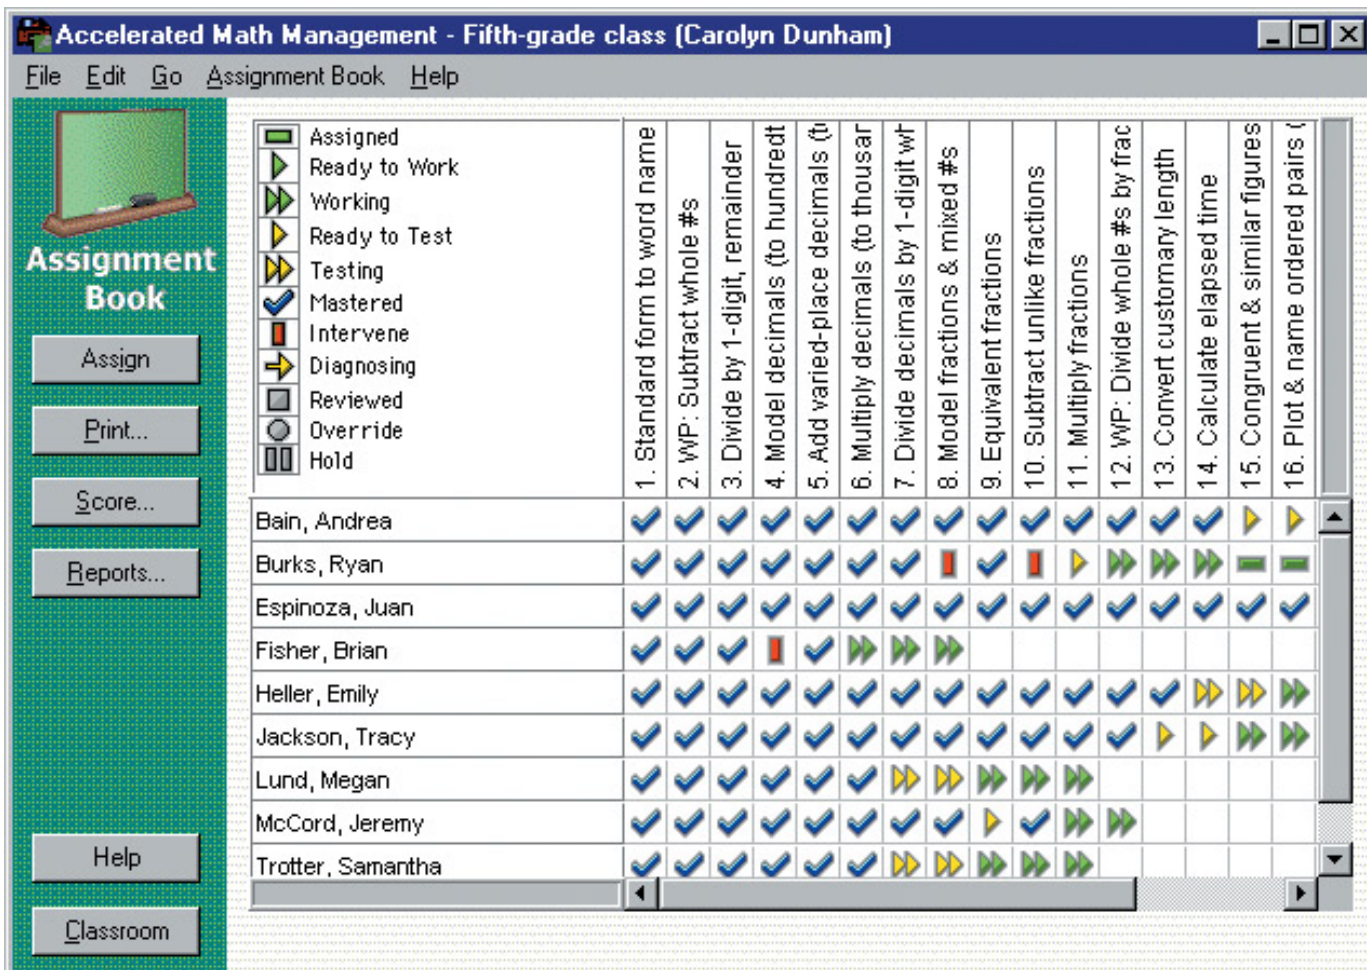 Accelerated Math Management - Fifth-grade class (Carolyn Dunham)
File Edit Go Assignment Book Help
Assignment
Book
Assign
Print...
Score...
Reports...
Help
Classroom
Assigned
Ready to Work
Working
Ready to Test
Testing
Mastered
Intervene
Diagnosing
Reviewed
Override
Hold
1. Standard form to word name
2. WP: Subtract whole #s
3. Divide by 1-digit, remainder
4. Model decimals (to hundredt
5. Add varied-place decimals (t
6. Multiply decimals (to thousar
7. Divide decimals by 1-digit wh
8. Model fractions & mixed #s
9. Equivalent fractions
10. Subtract unlike fractions
11. Multiply fractions
12. WP: Divide whole #s by frac
13. Convert customary length
14. Calculate elapsed time
15. Congruent & similar figures
16. Plot & name ordered pairs (
Bain, Andrea
Burks, Ryan
Espinoza, Juan
Fisher, Brian
Heller, Emily
Jackson, Tracy
Lund, Megan
McCord, Jeremy
Trotter, Samantha